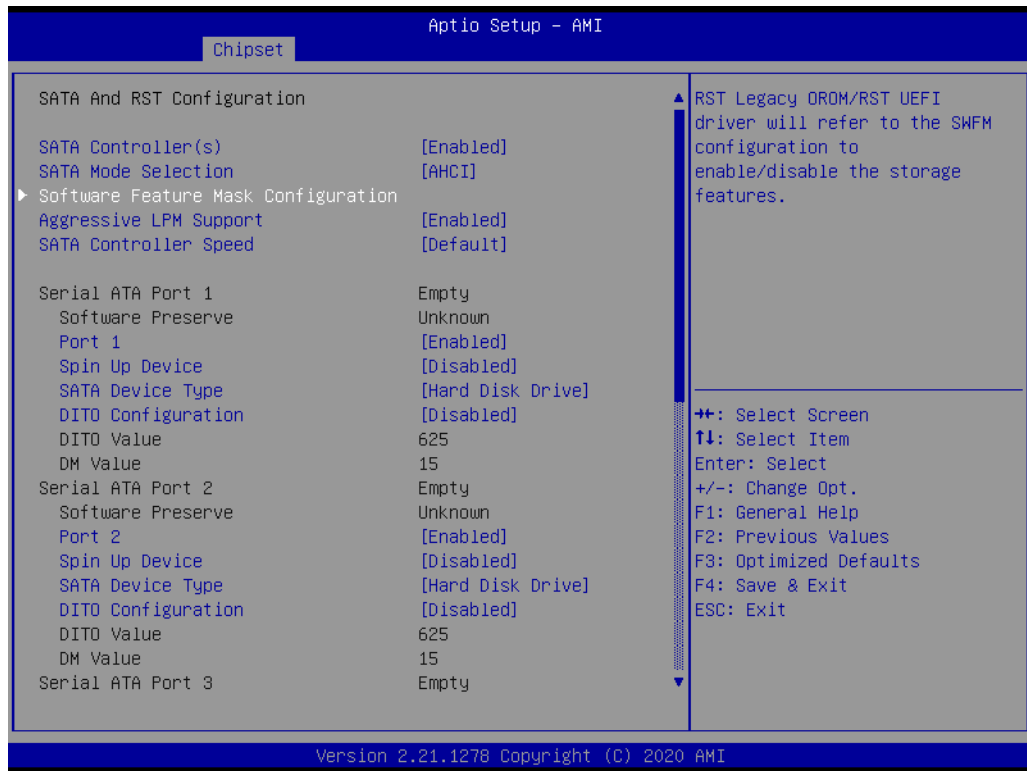 Aptio Setup – AMI
Chipset
SATA And RST Configuration
SATA Controller(s) [Enabled]
SATA Mode Selection [AHCI]
Software Feature Mask Configuration
Aggressive LPM Support [Enabled]
SATA Controller Speed [Default]
Serial ATA Port 1 Empty
Software Preserve Unknown
Port 1 [Enabled]
Spin Up Device [Disabled]
SATA Device Type [Hard Disk Drive]
DITO Configuration [Disabled]
DITO Value 625
DM Value 15
Serial ATA Port 2 Empty
Software Preserve Unknown
Port 2 [Enabled]
Spin Up Device [Disabled]
SATA Device Type [Hard Disk Drive]
DITO Configuration [Disabled]
DITO Value 625
DM Value 15
Serial ATA Port 3 Empty
RST Legacy OROM/RST UEFI
driver will refer to the SWFM
configuration to
enable/disable the storage
features.
→←: Select Screen
↑↓: Select Item
Enter: Select
+/-: Change Opt.
F1: General Help
F2: Previous Values
F3: Optimized Defaults
F4: Save & Exit
ESC: Exit
Version 2.21.1278 Copyright (C) 2020 AMI